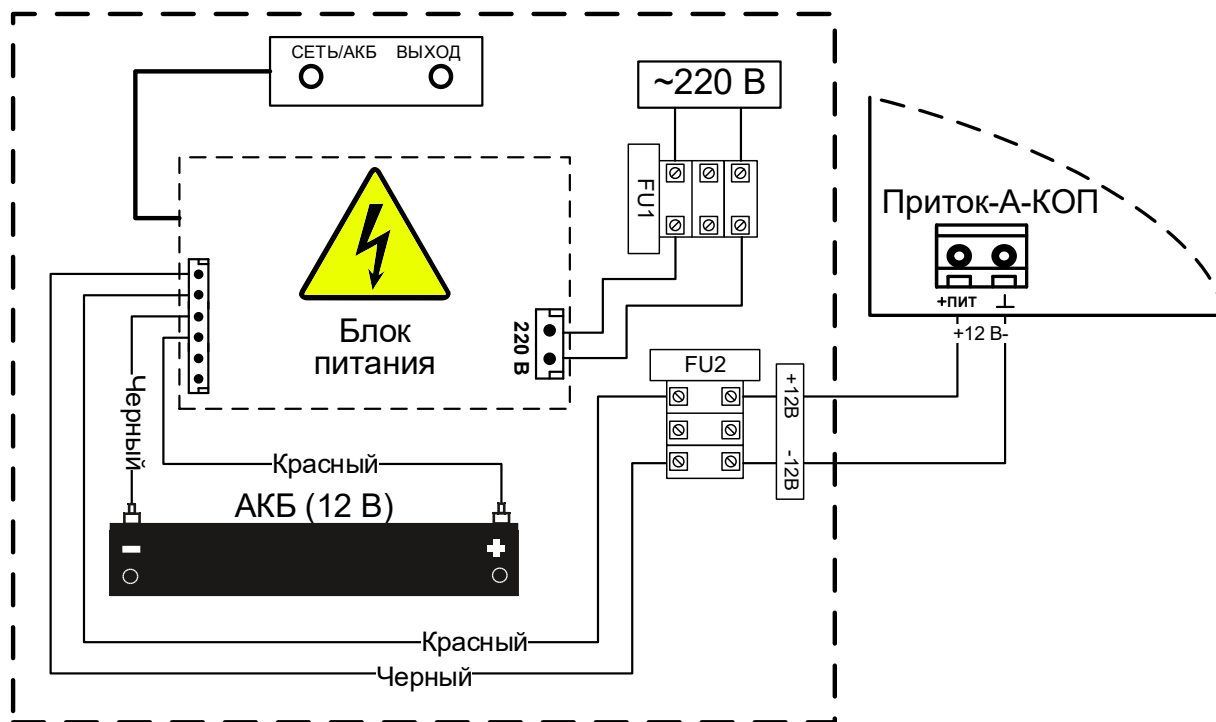 СЕТЬ/АКБ ВЫХОД
~220 В
FU1
Приток-А-КОП
+ПИТ ⊥
+12 В-
Блок
питания
220 В
FU2
+12В
-12В
Черный
Красный
АКБ (12 В)
Красный
Черный